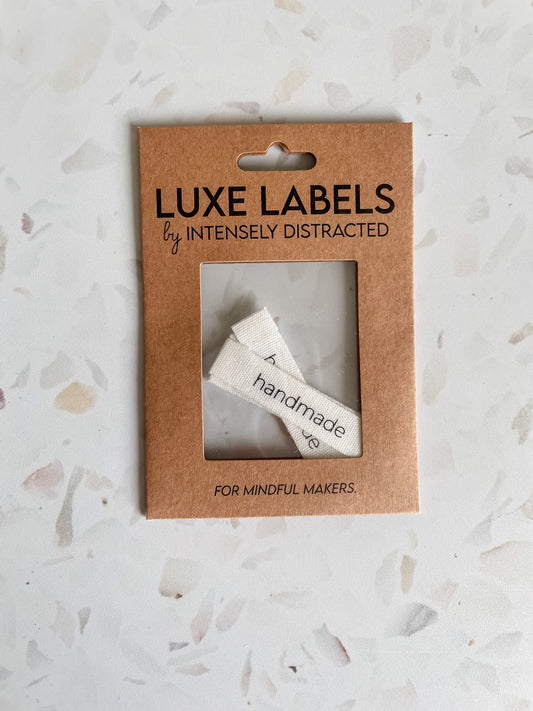 LUXE LABELS
by INTENSELY DISTRACTED
handmade
FOR MINDFUL MAKERS.